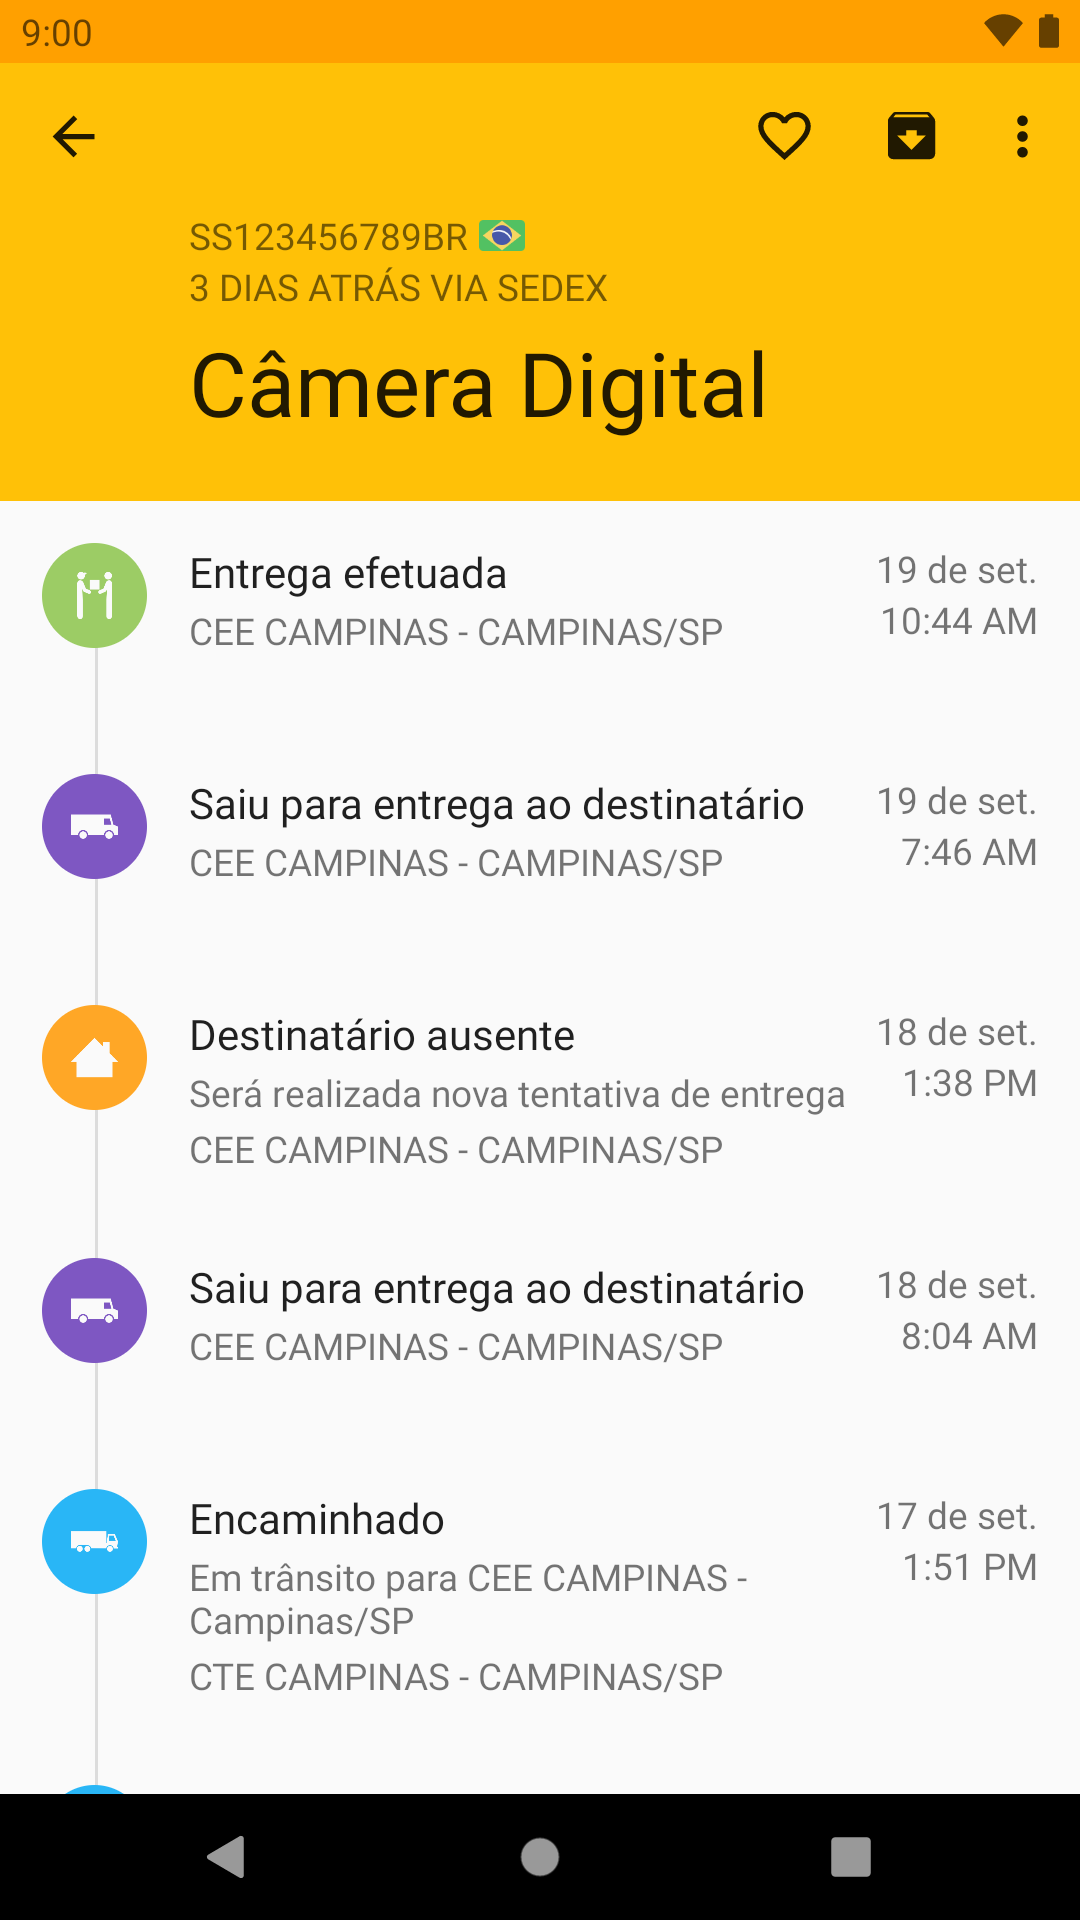 9:00
SS123456789BR
3 DIAS ATRÁS VIA SEDEX
Câmera Digital
Entrega efetuada
19 de set.
CEE CAMPINAS - CAMPINAS/SP
10:44 AM
Saiu para entrega ao destinatário
19 de set.
CEE CAMPINAS - CAMPINAS/SP
7:46 AM
Destinatário ausente
18 de set.
Será realizada nova tentativa de entrega
1:38 PM
CEE CAMPINAS - CAMPINAS/SP
Saiu para entrega ao destinatário
18 de set.
CEE CAMPINAS - CAMPINAS/SP
8:04 AM
Encaminhado
17 de set.
Em trânsito para CEE CAMPINAS -
1:51 PM
Campinas/SP
CTE CAMPINAS - CAMPINAS/SP